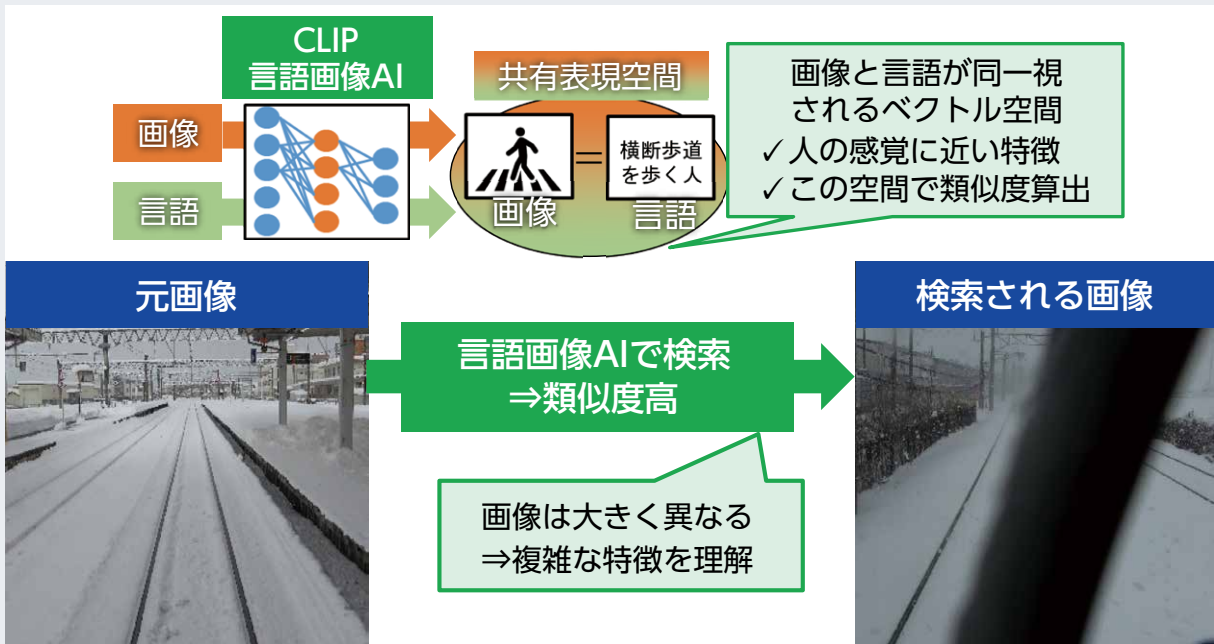 CLIP
言語画像AI
共有表現空間
画像
言語
横断歩道
を歩く人
=
画像
言語
画像と言語が同一視
されるベクトル空間
✓人の感覚に近い特徴
✓この空間で類似度算出
元画像
言語画像AIで検索
⇒類似度高
検索される画像
画像は大きく異なる
⇒複雑な特徴を理解